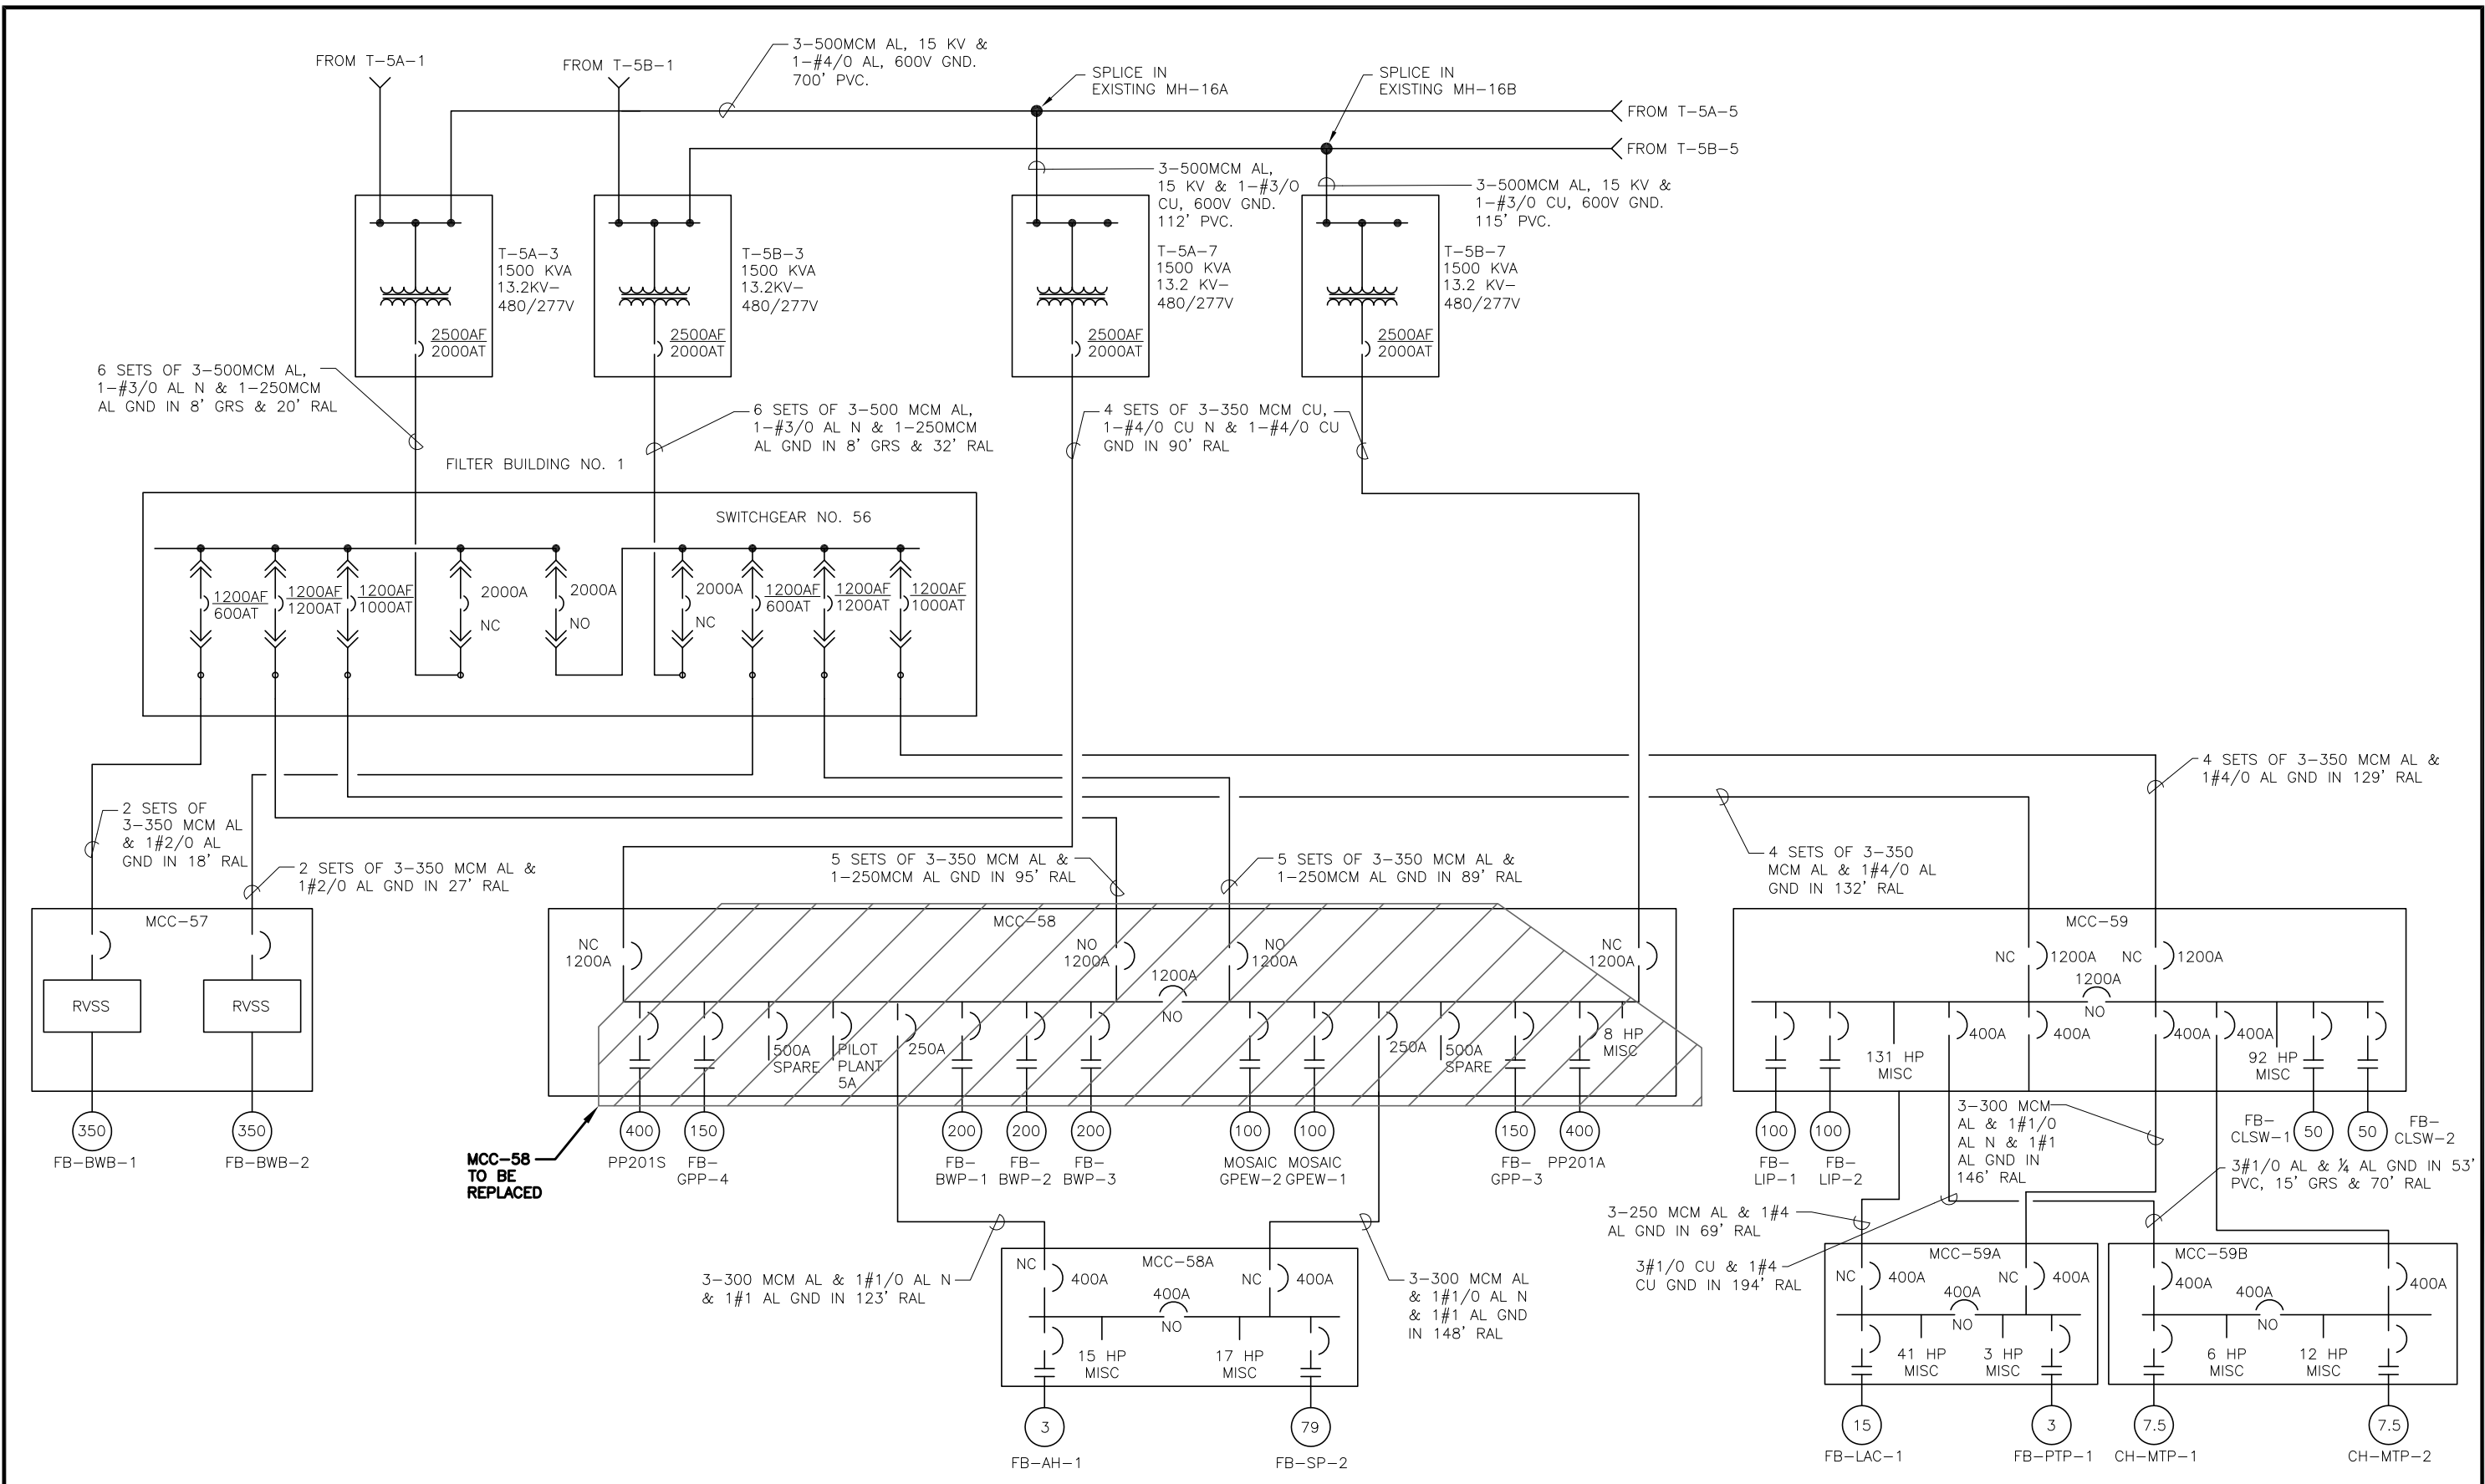 FROM T-5A-1
FROM T-5B-1
3-500MCM AL, 15 KV &
1-#4/0 AL, 600V GND.
700' PVC.
SPLICE IN
EXISTING MH-16A
SPLICE IN
EXISTING MH-16B
FROM T-5A-5
FROM T-5B-5
3-500MCM AL,
15 KV & 1-#3/0
CU, 600V GND.
112' PVC.
3-500MCM AL, 15 KV &
1-#3/0 CU, 600V GND.
115' PVC.
T-5A-3
1500 KVA
13.2KV-
480/277V
2500AF
2000AT
T-5B-3
1500 KVA
13.2KV-
480/277V
2500AF
2000AT
T-5A-7
1500 KVA
13.2 KV-
480/277V
2500AF
2000AT
T-5B-7
1500 KVA
13.2 KV-
480/277V
2500AF
2000AT
6 SETS OF 3-500MCM AL,
1-#3/0 AL N & 1-250MCM
AL GND IN 8' GRS & 20' RAL
6 SETS OF 3-500 MCM AL,
1-#3/0 AL N & 1-250MCM
AL GND IN 8' GRS & 32' RAL
4 SETS OF 3-350 MCM CU,
1-#4/0 CU N & 1-#4/0 CU
GND IN 90' RAL
FILTER BUILDING NO. 1
SWITCHGEAR NO. 56
1200AF
600AT
1200AF
1200AT
1200AF
1000AT
2000A
NC
2000A
NO
2000A
NC
1200AF
600AT
1200AF
1200AT
1200AF
1000AT
4 SETS OF 3-350 MCM AL &
1#4/0 AL GND IN 129' RAL
2 SETS OF
3-350 MCM AL
& 1#2/0 AL
GND IN 18' RAL
2 SETS OF 3-350 MCM AL &
1#2/0 AL GND IN 27' RAL
5 SETS OF 3-350 MCM AL &
1-250MCM AL GND IN 95' RAL
5 SETS OF 3-350 MCM AL &
1-250MCM AL GND IN 89' RAL
4 SETS OF 3-350
MCM AL & 1#4/0 AL
GND IN 132' RAL
MCC-57
RVSS
RVSS
350
350
FB-BWB-1
FB-BWB-2
MCC-58
NC
1200A
NO
1200A
1200A
NO
NO
1200A
NC
1200A
500A
SPARE
PILOT
PLANT
5A
250A
250A
500A
SPARE
8 HP
MISC
MCC-58
TO BE
REPLACED
400
PP201S
150
FB-
GPP-4
200
FB-
BWP-1
200
FB-
BWP-2
200
FB-
BWP-3
100
MOSAIC
GPEW-2
100
MOSAIC
GPEW-1
150
FB-
GPP-3
400
PP201A
MCC-59
NC
1200A
NC
1200A
1200A
NO
131 HP
MISC
400A
400A
400A
400A
92 HP
MISC
100
FB-
LIP-1
100
FB-
LIP-2
FB-
CLSW-1
50
50
FB-
CLSW-2
3-300 MCM
AL & 1#1/0
AL N & 1#1
AL GND IN
146' RAL
3#1/0 AL & ¼ AL GND IN 53'
PVC, 15' GRS & 70' RAL
3-250 MCM AL & 1#4
AL GND IN 69' RAL
3#1/0 CU & 1#4
CU GND IN 194' RAL
3-300 MCM AL & 1#1/0 AL N
& 1#1 AL GND IN 123' RAL
3-300 MCM AL
& 1#1/0 AL N
& 1#1 AL GND
IN 148' RAL
MCC-58A
NC
400A
NC
400A
400A
NO
15 HP
MISC
17 HP
MISC
3
FB-AH-1
79
FB-SP-2
MCC-59A
NC
400A
NC
400A
400A
NO
41 HP
MISC
3 HP
MISC
15
FB-LAC-1
3
FB-PTP-1
MCC-59B
400A
400A
400A
NO
6 HP
MISC
12 HP
MISC
7.5
CH-MTP-1
7.5
CH-MTP-2